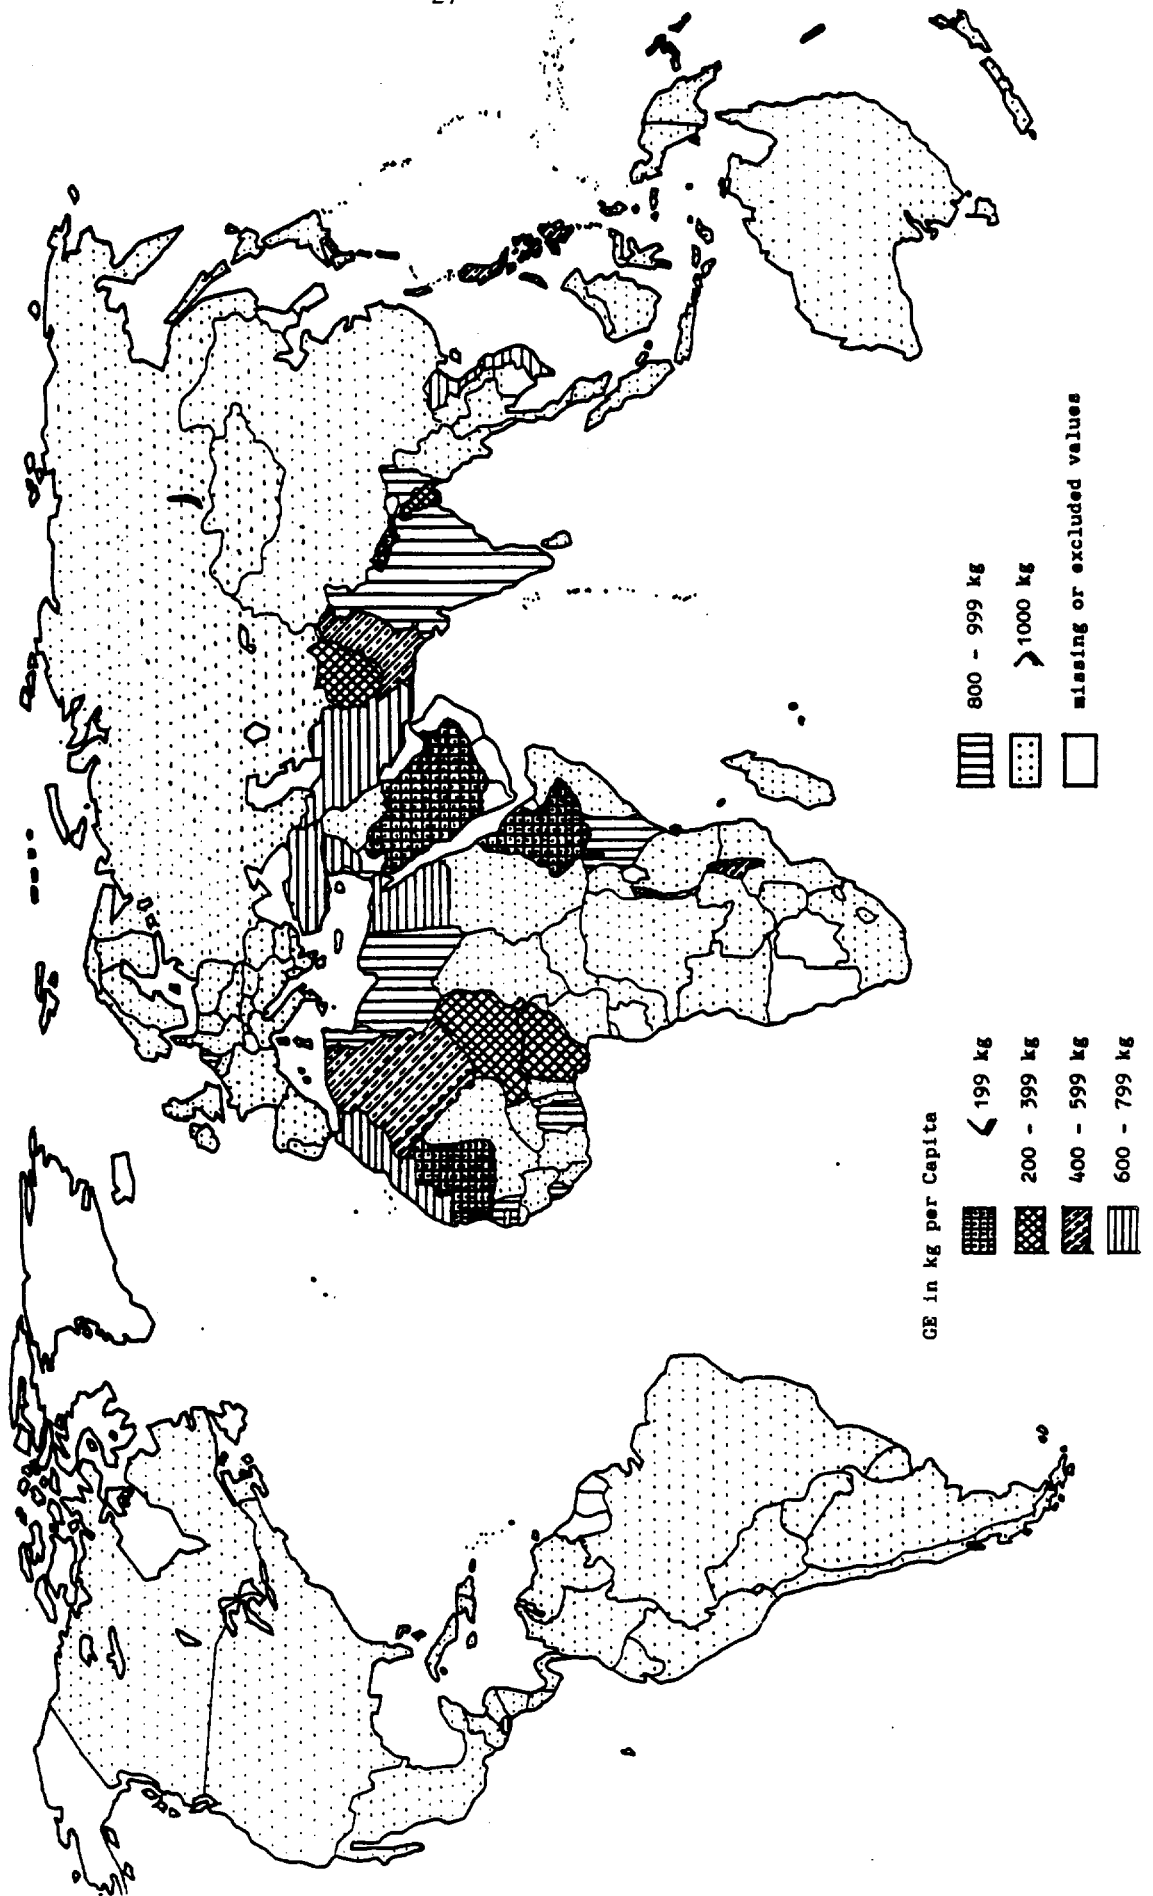 GE in kg per Capita
< 199 kg
200 - 399 kg
400 - 599 kg
600 - 799 kg
800 - 999 kg
>1000 kg
missing or excluded values